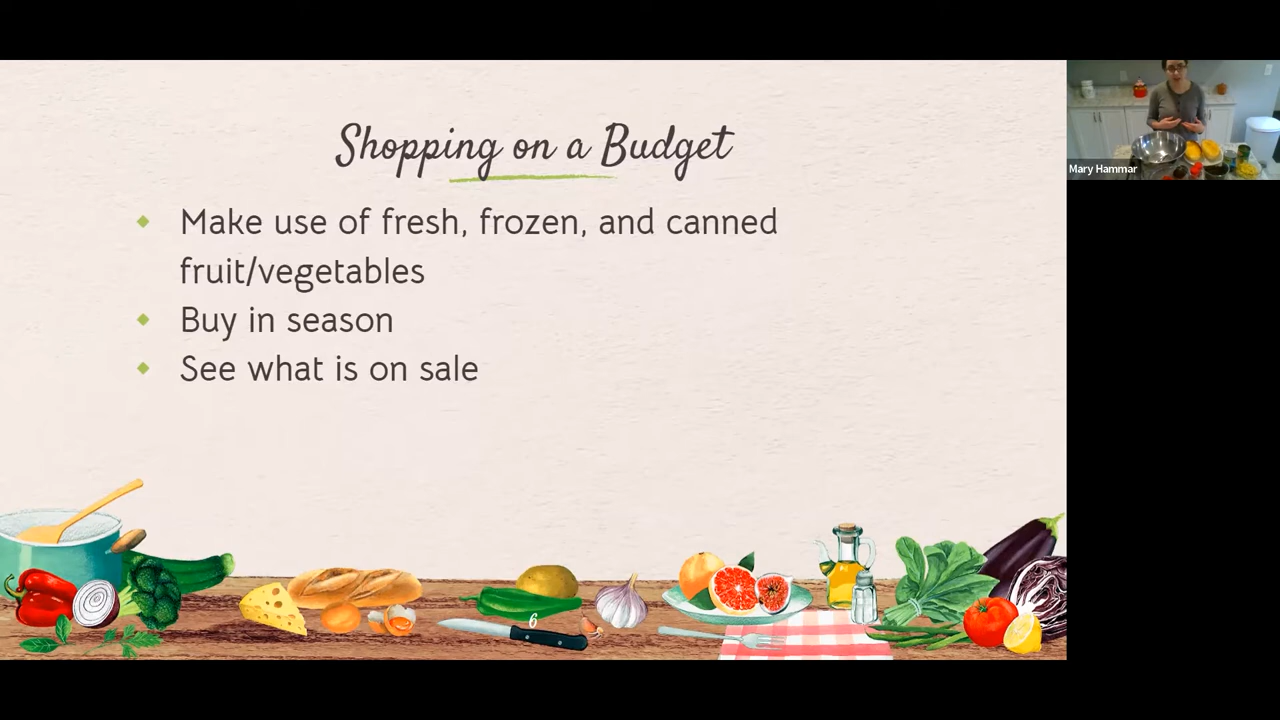 Shopping on a Budget
Make use of fresh, frozen, and canned
fruit/vegetables
Buy in season
See what is on sale
6
Mary Hammar